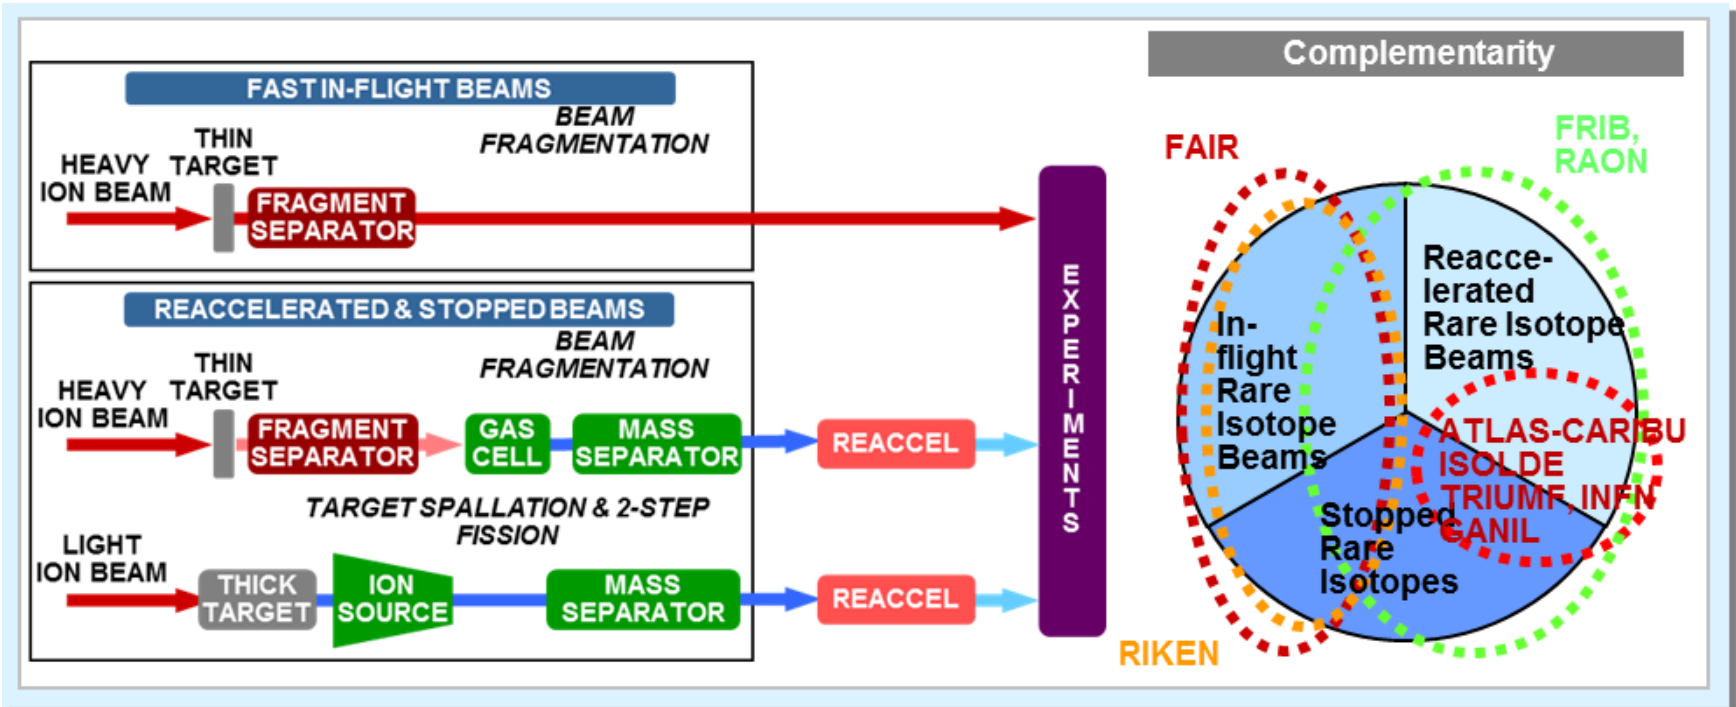 FAST IN-FLIGHT BEAMS
BEAM
FRAGMENTATION
THIN
TARGET
HEAVY
ION BEAM
FRAGMENT
SEPARATOR
REACCELERATED & STOPPED BEAMS
BEAM
FRAGMENTATION
THIN
TARGET
HEAVY
ION BEAM
FRAGMENT
SEPARATOR
GAS
CELL
MASS
SEPARATOR
REACCEL
TARGET SPALLATION & 2-STEP
FISSION
LIGHT
ION BEAM
THICK
TARGET
ION
SOURCE
MASS
SEPARATOR
REACCEL
EXPERIMENTS
Complementarity
FAIR
FRIB,
RAON
Reacce-
lerated
Rare Isotope
Beams
In-
flight
Rare
Isotope
Beams
ATLAS-CARIBU
ISOLDE
TRIUMF, INFN
GANIL
Stopped
Rare
Isotopes
RIKEN